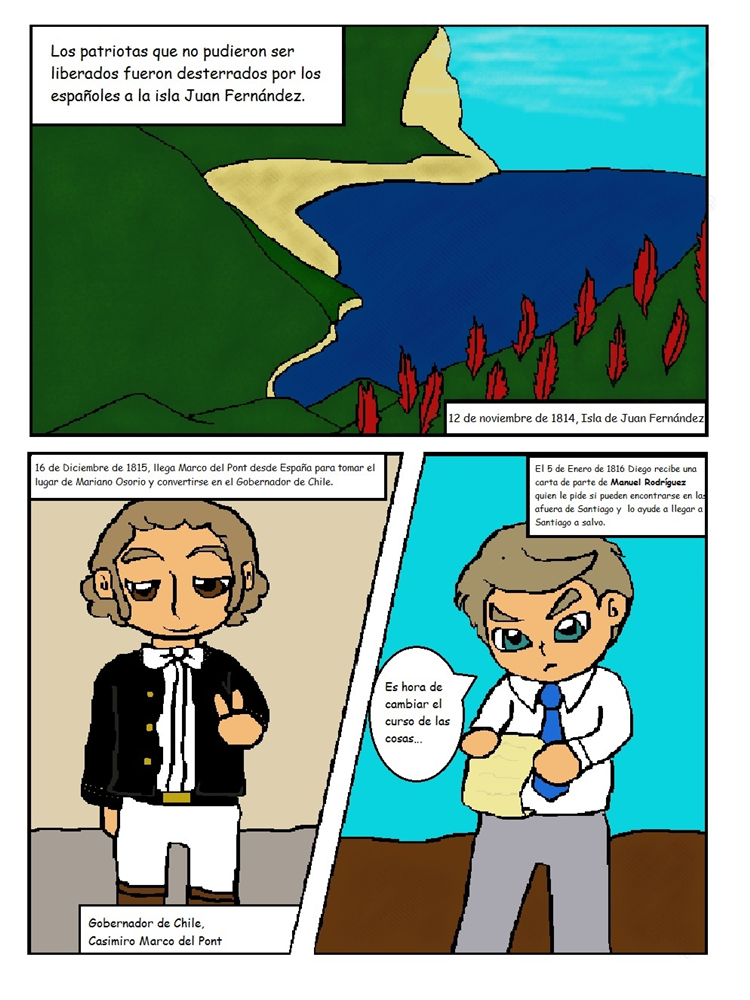 Los patriotas que no pudieron ser
liberados fueron desterrados por los
españoles a la isla Juan Fernández.
12 de noviembre de 1814, Isla de Juan Fernández
16 de Diciembre de 1815, llega Marco del Pont desde España para tomar el
lugar de Mariano Osorio y convertirse en el Gobernador de Chile.
Gobernador de Chile,
Casimiro Marco del Pont
El 5 de Enero de 1816 Diego recibe una
carta de parte de Manuel Rodríguez
quien le pide si pueden encontrarse en las
afuera de Santiago y lo ayude a llegar a
Santiago a salvo.
Es hora de
cambiar el
curso de las
cosas...